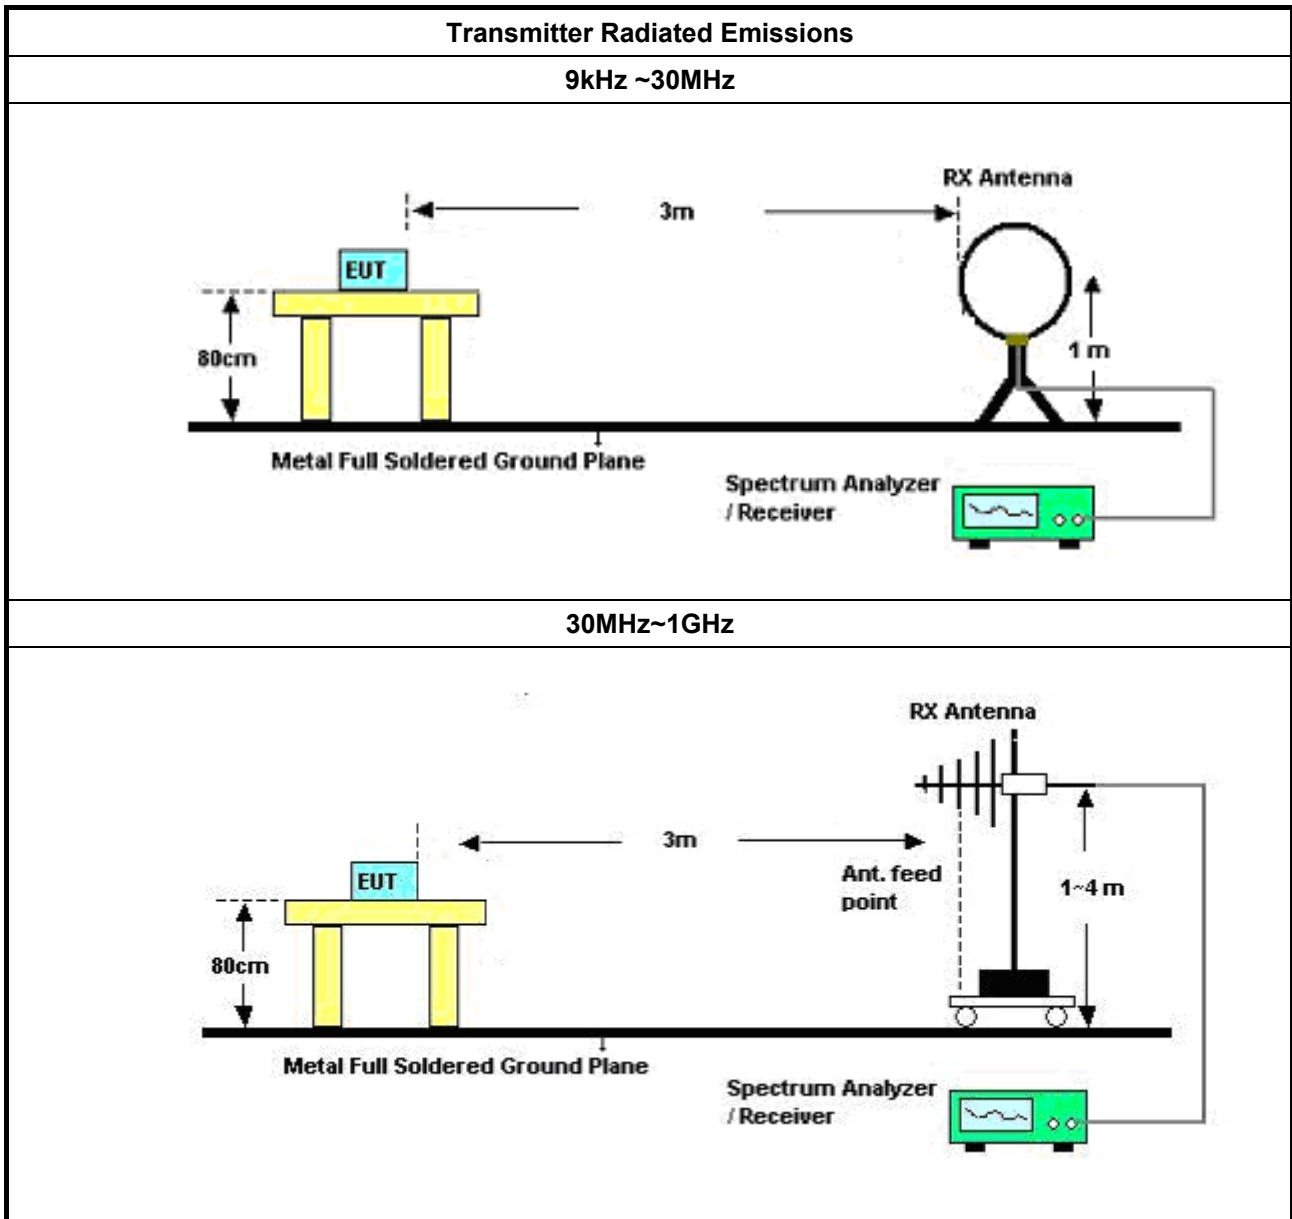 Transmitter Radiated Emissions
9kHz ~30MHz
RX Antenna
3m
EUT
80cm
1 m
Metal Full Soldered Ground Plane
Spectrum Analyzer
/ Receiver
30MHz~1GHz
RX Antenna
3m
Ant. feed
point
EUT
1~4 m
80cm
Metal Full Soldered Ground Plane
Spectrum Analyzer
/ Receiver